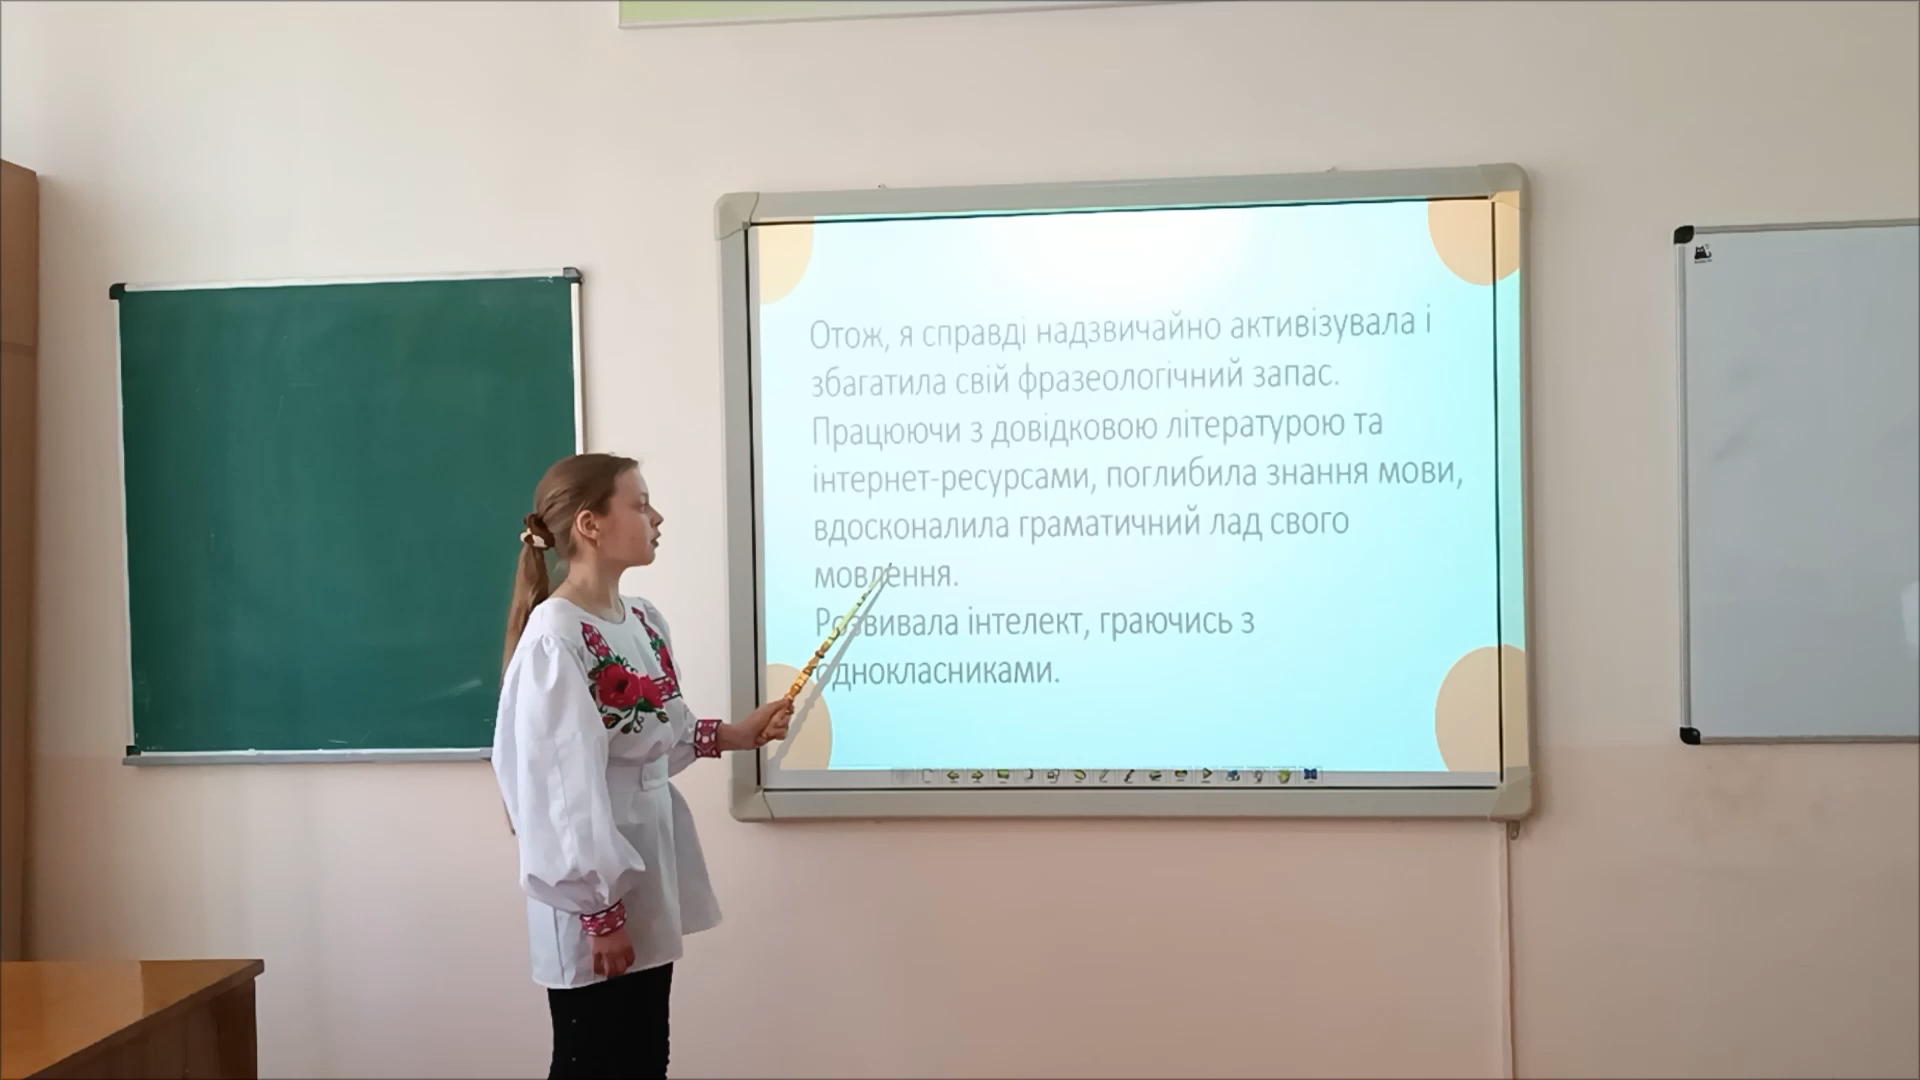 Отож, я справді надзвичайно активізувала і
збагатила свій фразеологічний запас.
Працюючи з довідковою літературою та
інтернет-ресурсами, поглибила знання мови,
вдосконалила граматичний лад свого
мовлення.
Розвивала інтелект, граючись з
однокласниками.